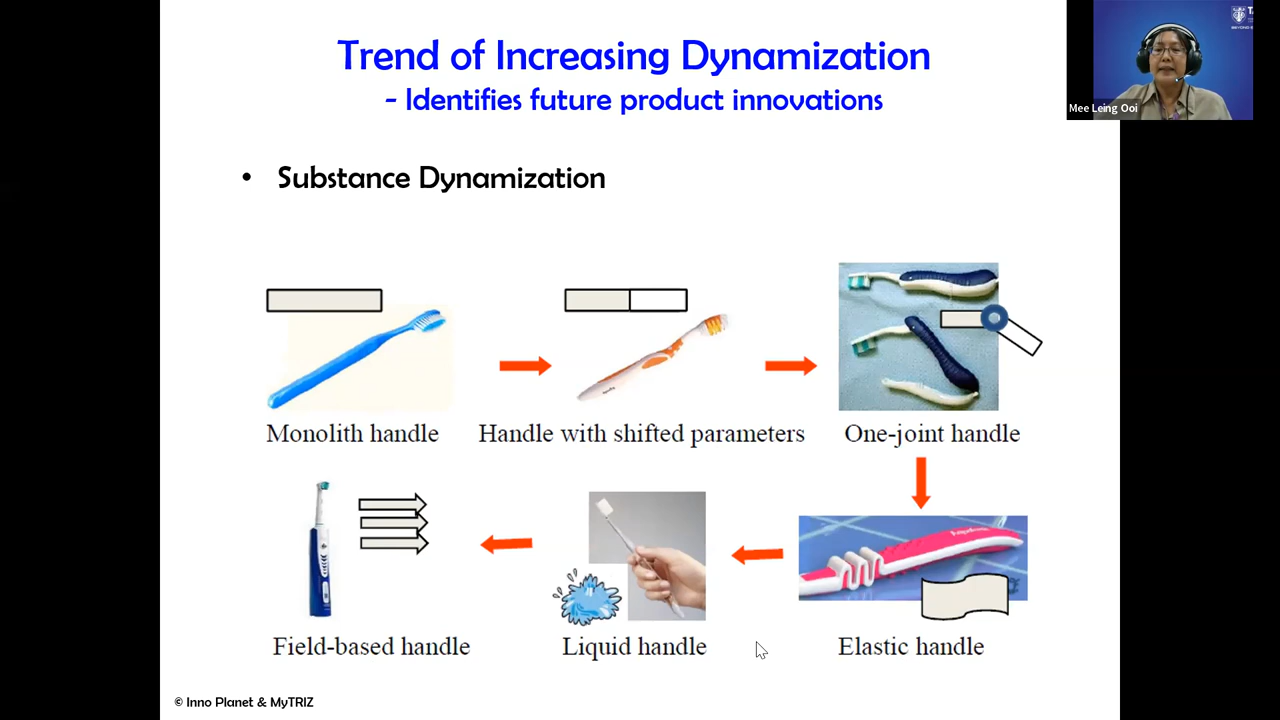 Trend of Increasing Dynamization
- Identifies future product innovations
Mee Leing Ooi
• Substance Dynamization
Monolith handle
Handle with shifted parameters
One-joint handle
Field-based handle
Liquid handle
Elastic handle
© Inno Planet & MyTRIZ